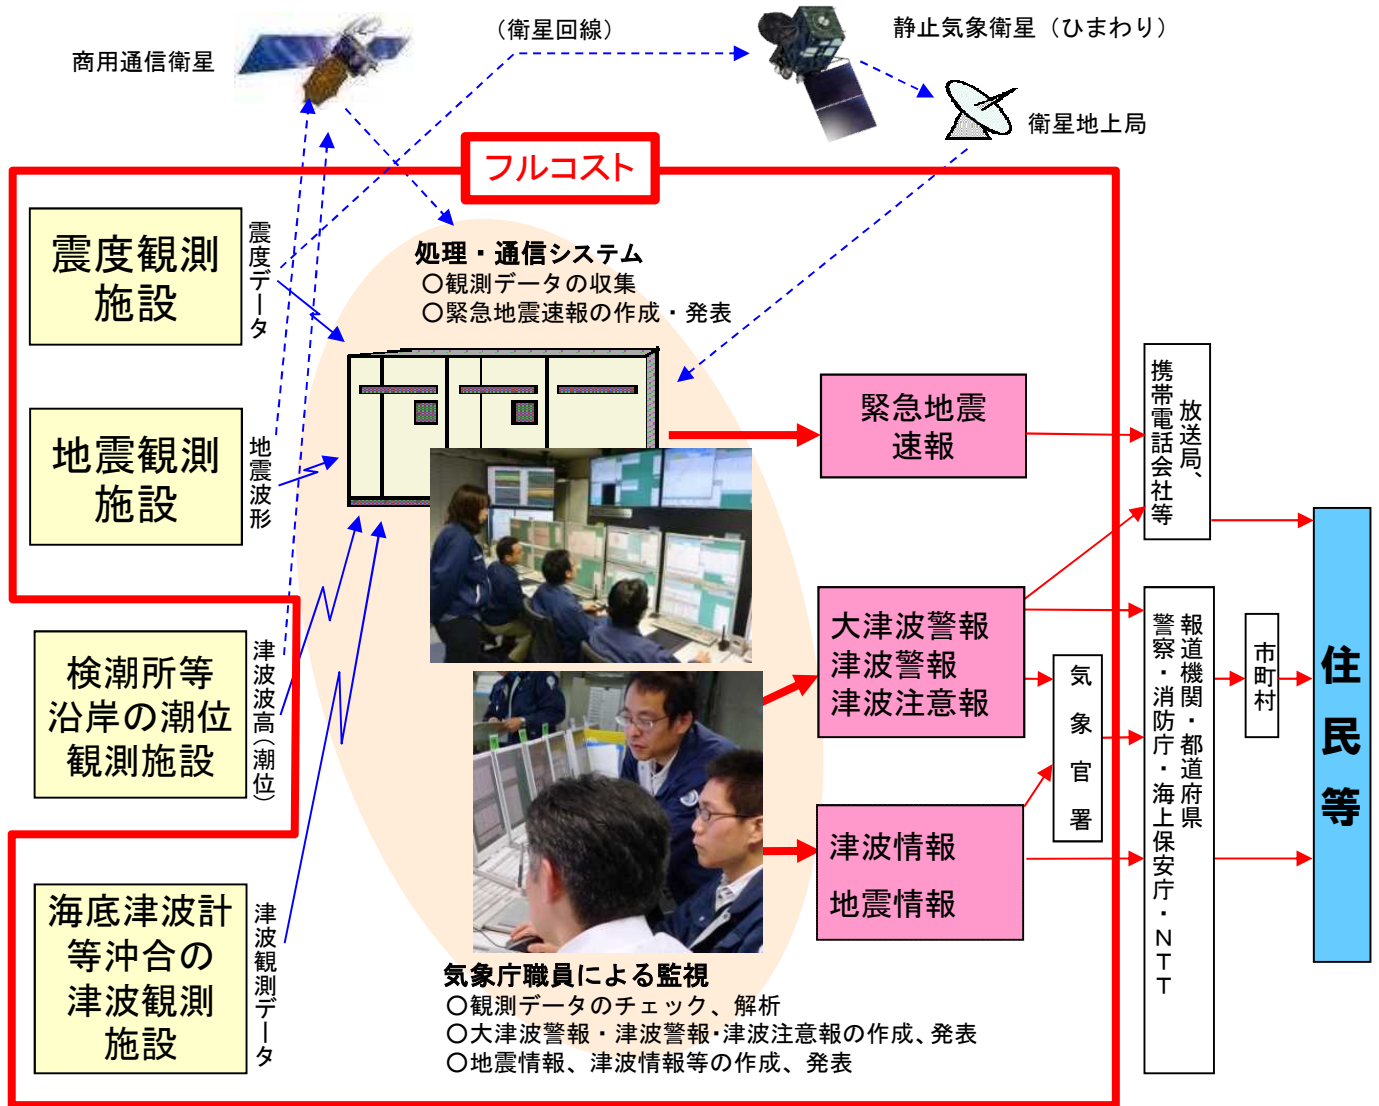 商用通信衛星
（衛星回線）
静止気象衛星（ひまわり）
衛星地上局
フルコスト
震度観測
施設
震度データ
処理・通信システム
○観測データの収集
○緊急地震速報の作成・発表
地震観測
施設
地震波形
緊急地震
速報
放送局、
携帯電話会社等
検潮所等
沿岸の潮位
観測施設
津波波高（潮位）
大津波警報
津波警報
津波注意報
気象官署
報道機関・都道府県
警察・消防庁・海上保安庁・ＮＴＴ
市町村
住民等
海底津波計
等沖合の
津波観測
施設
津波観測データ
津波情報
地震情報
気象庁職員による監視
○観測データのチェック、解析
○大津波警報・津波警報・津波注意報の作成、発表
○地震情報、津波情報等の作成、発表